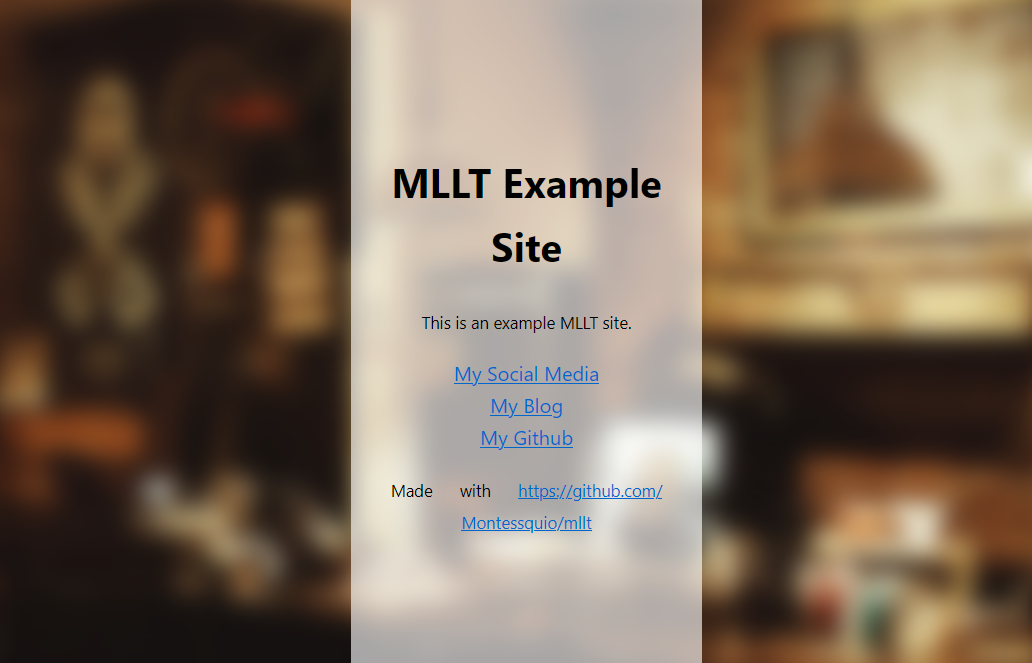 MLLT Example
Site
This is an example MLLT site.
My Social Media
My Blog
My Github
Made with https://github.com/
Montessquio/mllt